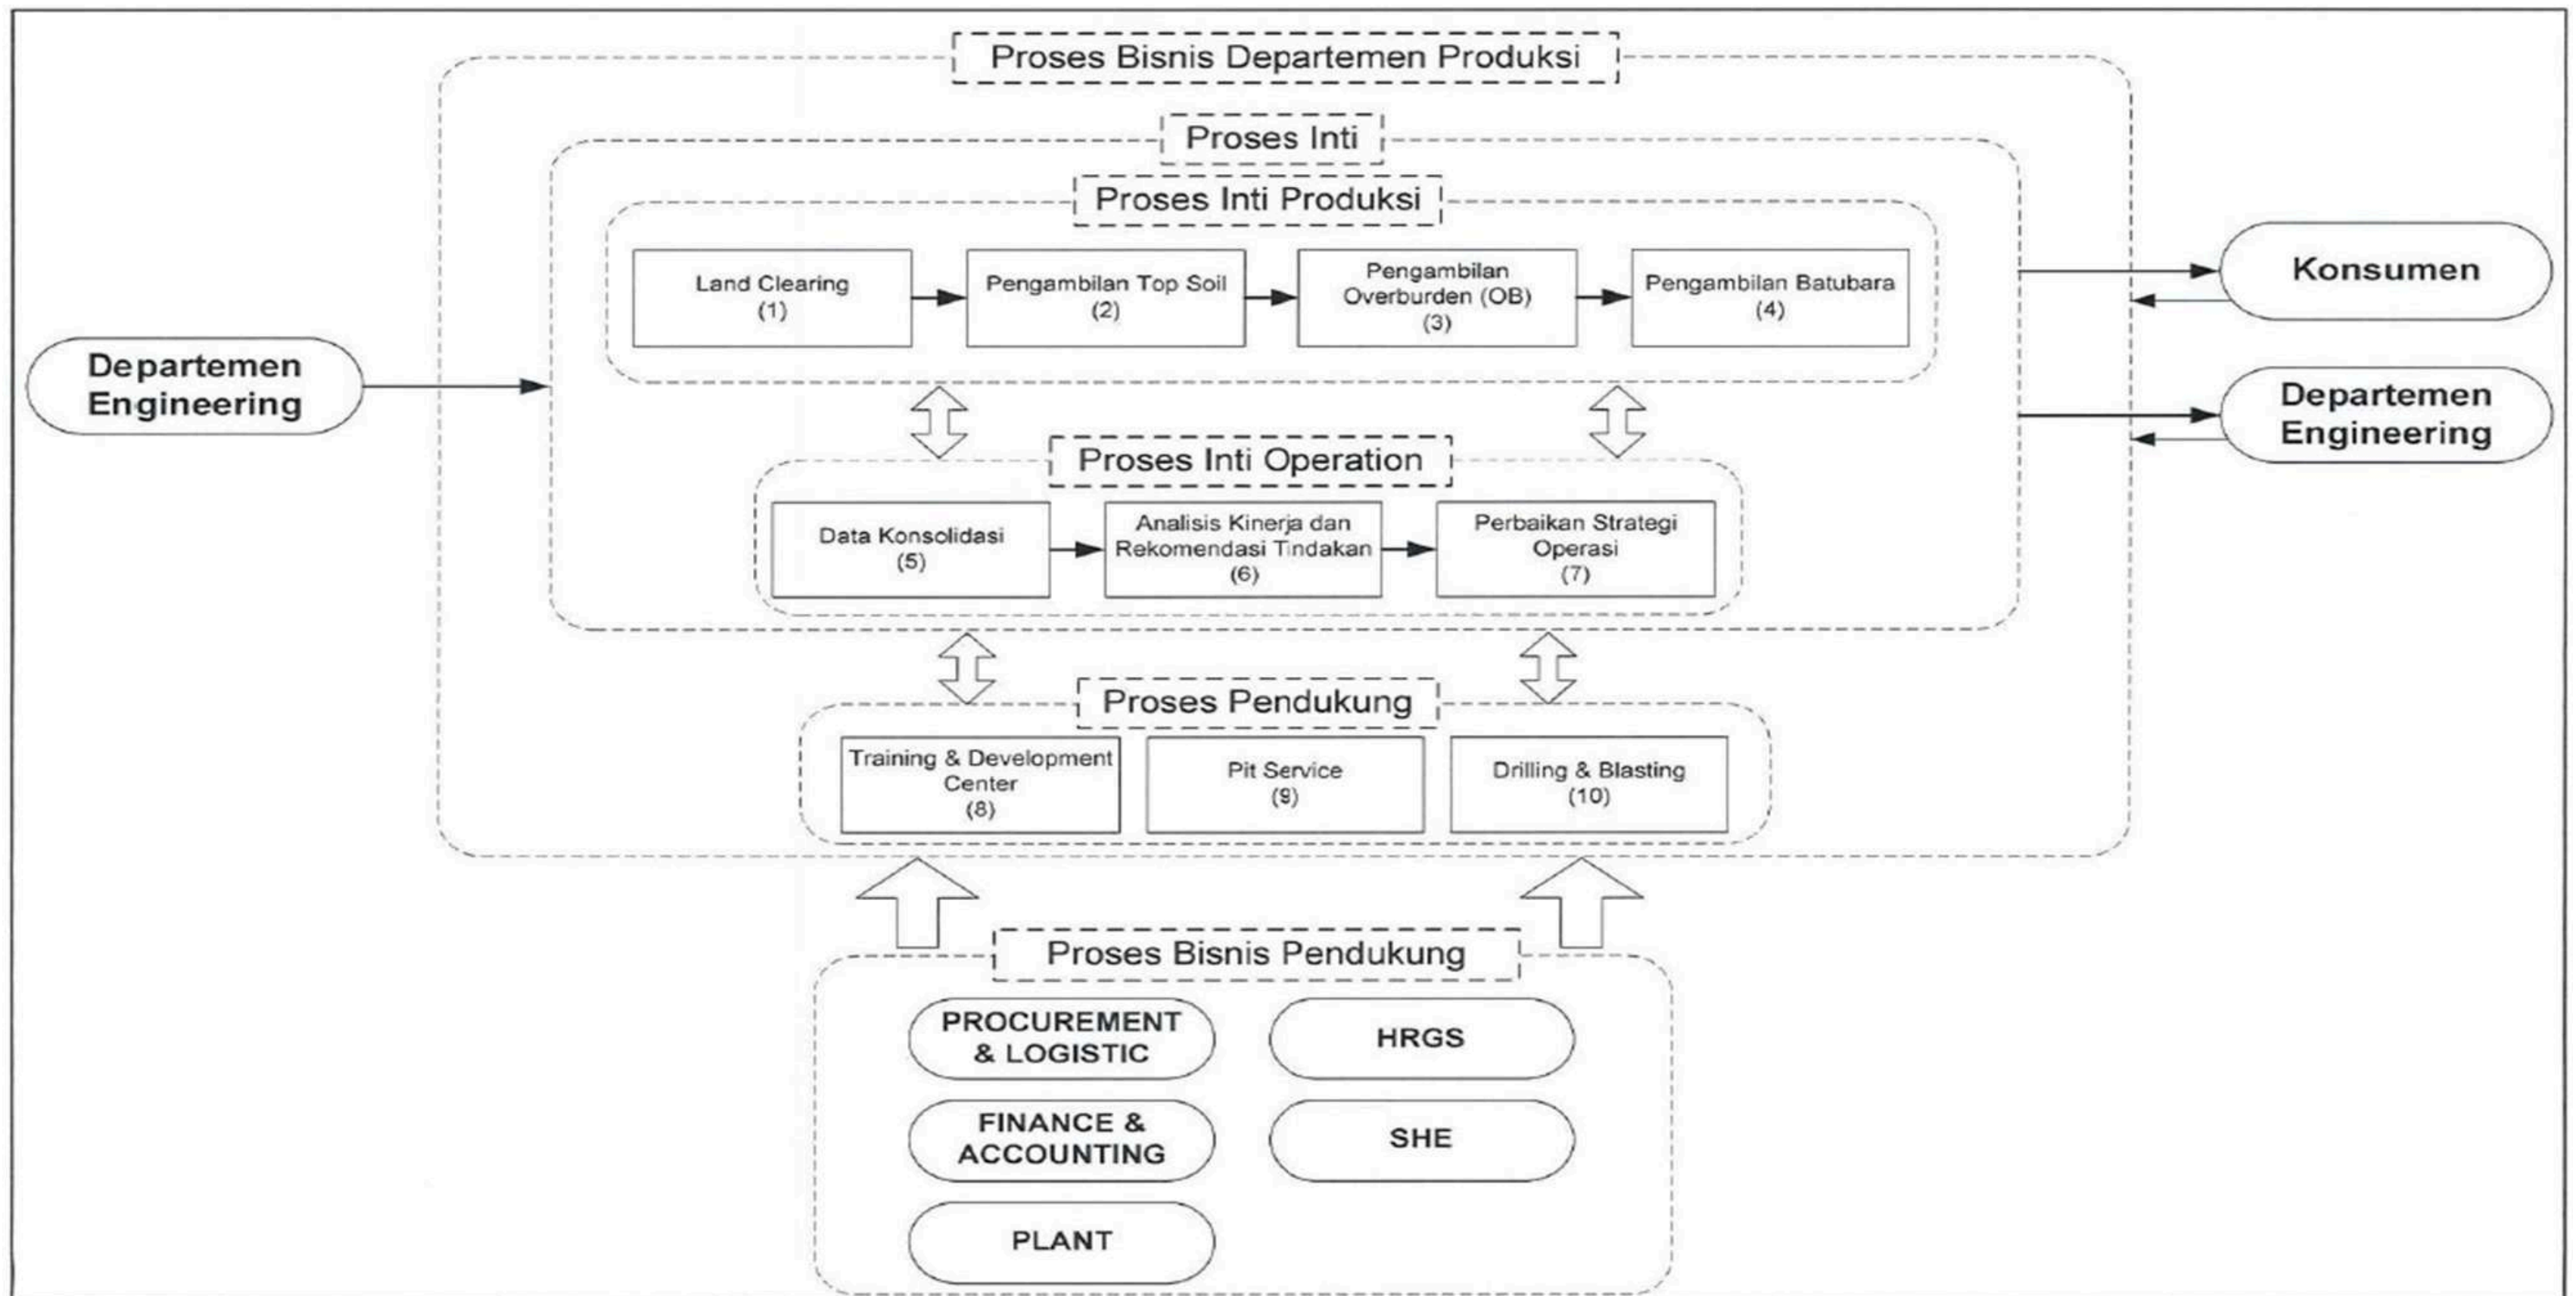 Proses Bisnis Departemen Produksi
Proses Inti
Proses Inti Produksi
Land Clearing
(1)
Pengambilan Top Soil
(2)
Pengambilan
Overburden (OB)
(3)
Pengambilan Batubara
(4)
Departemen
Engineering
Konsumen
Departemen
Engineering
Proses Inti Operation
Data Konsolidasi
(5)
Analisis Kinerja dan
Rekomendasi Tindakan
(6)
Perbaikan Strategi
Operasi
(7)
Proses Pendukung
Training & Development
Center
(8)
Pit Service
(9)
Drilling & Blasting
(10)
Proses Bisnis Pendukung
PROCUREMENT
& LOGISTIC
HRGS
FINANCE &
ACCOUNTING
SHE
PLANT